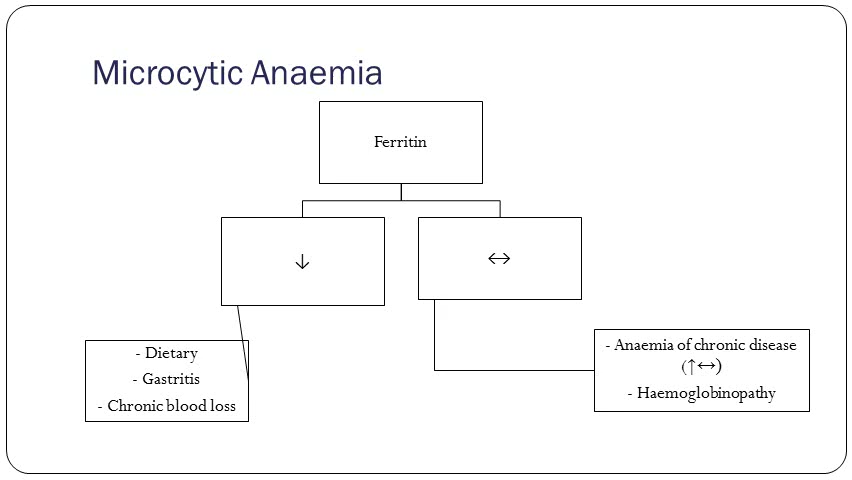 Microcytic Anaemia
Ferritin
↓
↔
- Dietary
- Gastritis
- Chronic blood loss
- Anaemia of chronic disease
(↑↔)
- Haemoglobinopathy